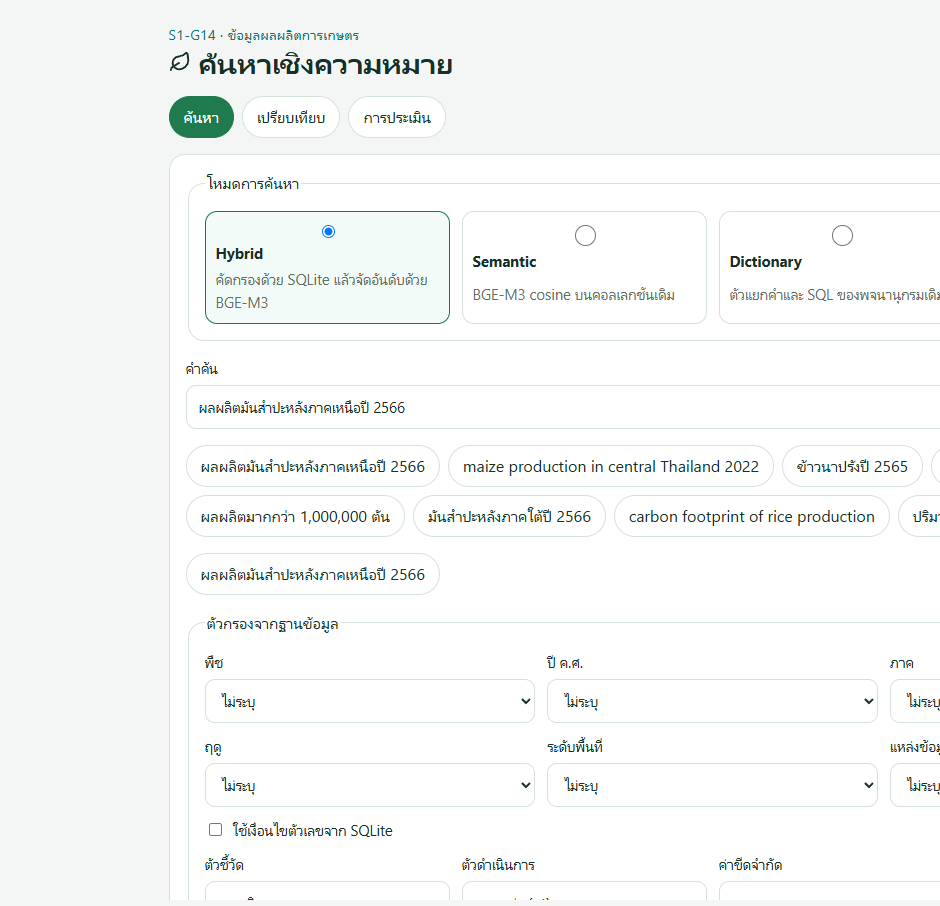 S1-G14 · ข้อมูลผลผลิตการเกษตร
ค้นหาเชิงความหมาย
ค้นหา เปรียบเทียบ การประเมิน
โหมดการค้นหา
Hybrid Semantic Dictionary
คัดกรองด้วย SQLite แล้วจัดอันดับด้วย BGE-M3 cosine บนคอลเลกชันเดิม ตัวแยกคำและ SQL ของพจนานุกรมเดิม
BGE-M3
คำค้น
ผลผลิตมันสำปะหลังภาคเหนือปี 2566
ผลผลิตมันสำปะหลังภาคเหนือปี 2566 maize production in central Thailand 2022 ข้าวนาปรังปี 2565
ผลผลิตมากกว่า 1,000,000 ตัน มันสำปะหลังภาคใต้ปี 2566 carbon footprint of rice production
ผลผลิตมันสำปะหลังภาคเหนือปี 2566
ตัวกรองจากฐานข้อมูล
พืช ปี ค.ศ. ภาค
ไม่ระบุ ไม่ระบุ ไม่ระบุ
ฤดู ระดับพื้นที่
ไม่ระบุ ไม่ระบุ ไม่ระบุ
ใช้เงื่อนไขตัวเลขจาก SQLite
ตัวชี้วัด ตัวดำเนินการ ค่าขีดจำกัด